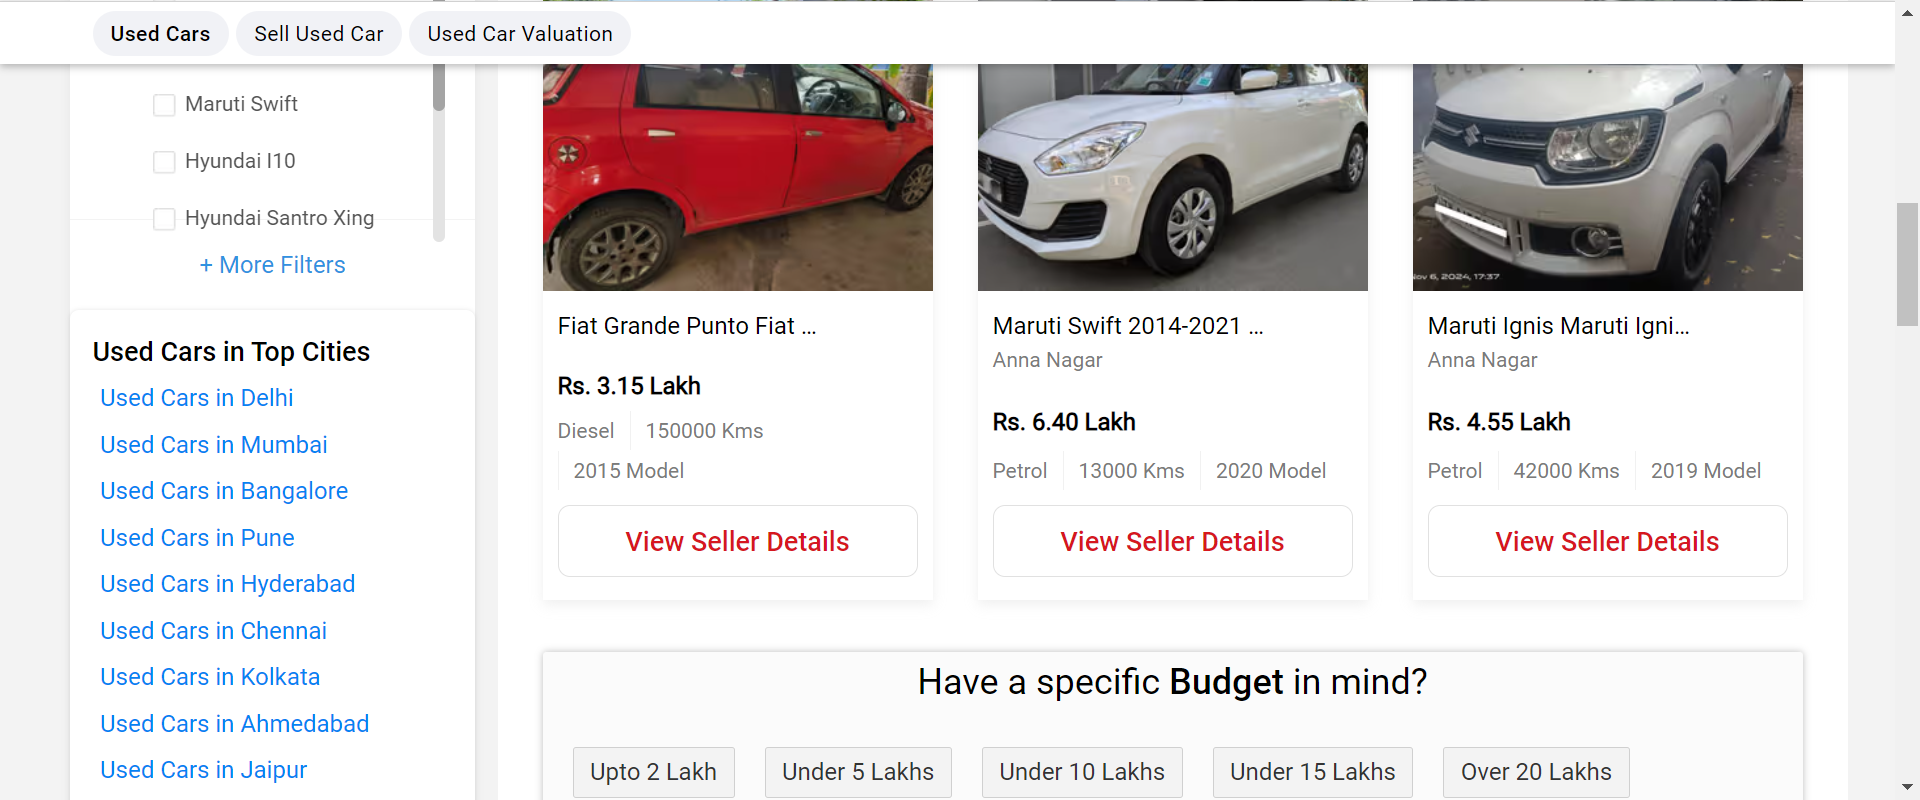 Used Cars
Sell Used Car
Used Car Valuation
Maruti Swift
Hyundai I10
Hyundai Santro Xing
+ More Filters
Used Cars in Top Cities
Used Cars in Delhi
Used Cars in Mumbai
Used Cars in Bangalore
Used Cars in Pune
Used Cars in Hyderabad
Used Cars in Chennai
Used Cars in Kolkata
Used Cars in Ahmedabad
Used Cars in Jaipur
Fiat Grande Punto Fiat ...
Rs. 3.15 Lakh
Diesel 150000 Kms
2015 Model
View Seller Details
Maruti Swift 2014-2021 ...
Anna Nagar
Rs. 6.40 Lakh
Petrol 13000 Kms 2020 Model
View Seller Details
Nov 6, 2024, 17:37
Maruti Ignis Maruti Igni...
Anna Nagar
Rs. 4.55 Lakh
Petrol 42000 Kms 2019 Model
View Seller Details
Have a specific Budget in mind?
Upto 2 Lakh
Under 5 Lakhs
Under 10 Lakhs
Under 15 Lakhs
Over 20 Lakhs